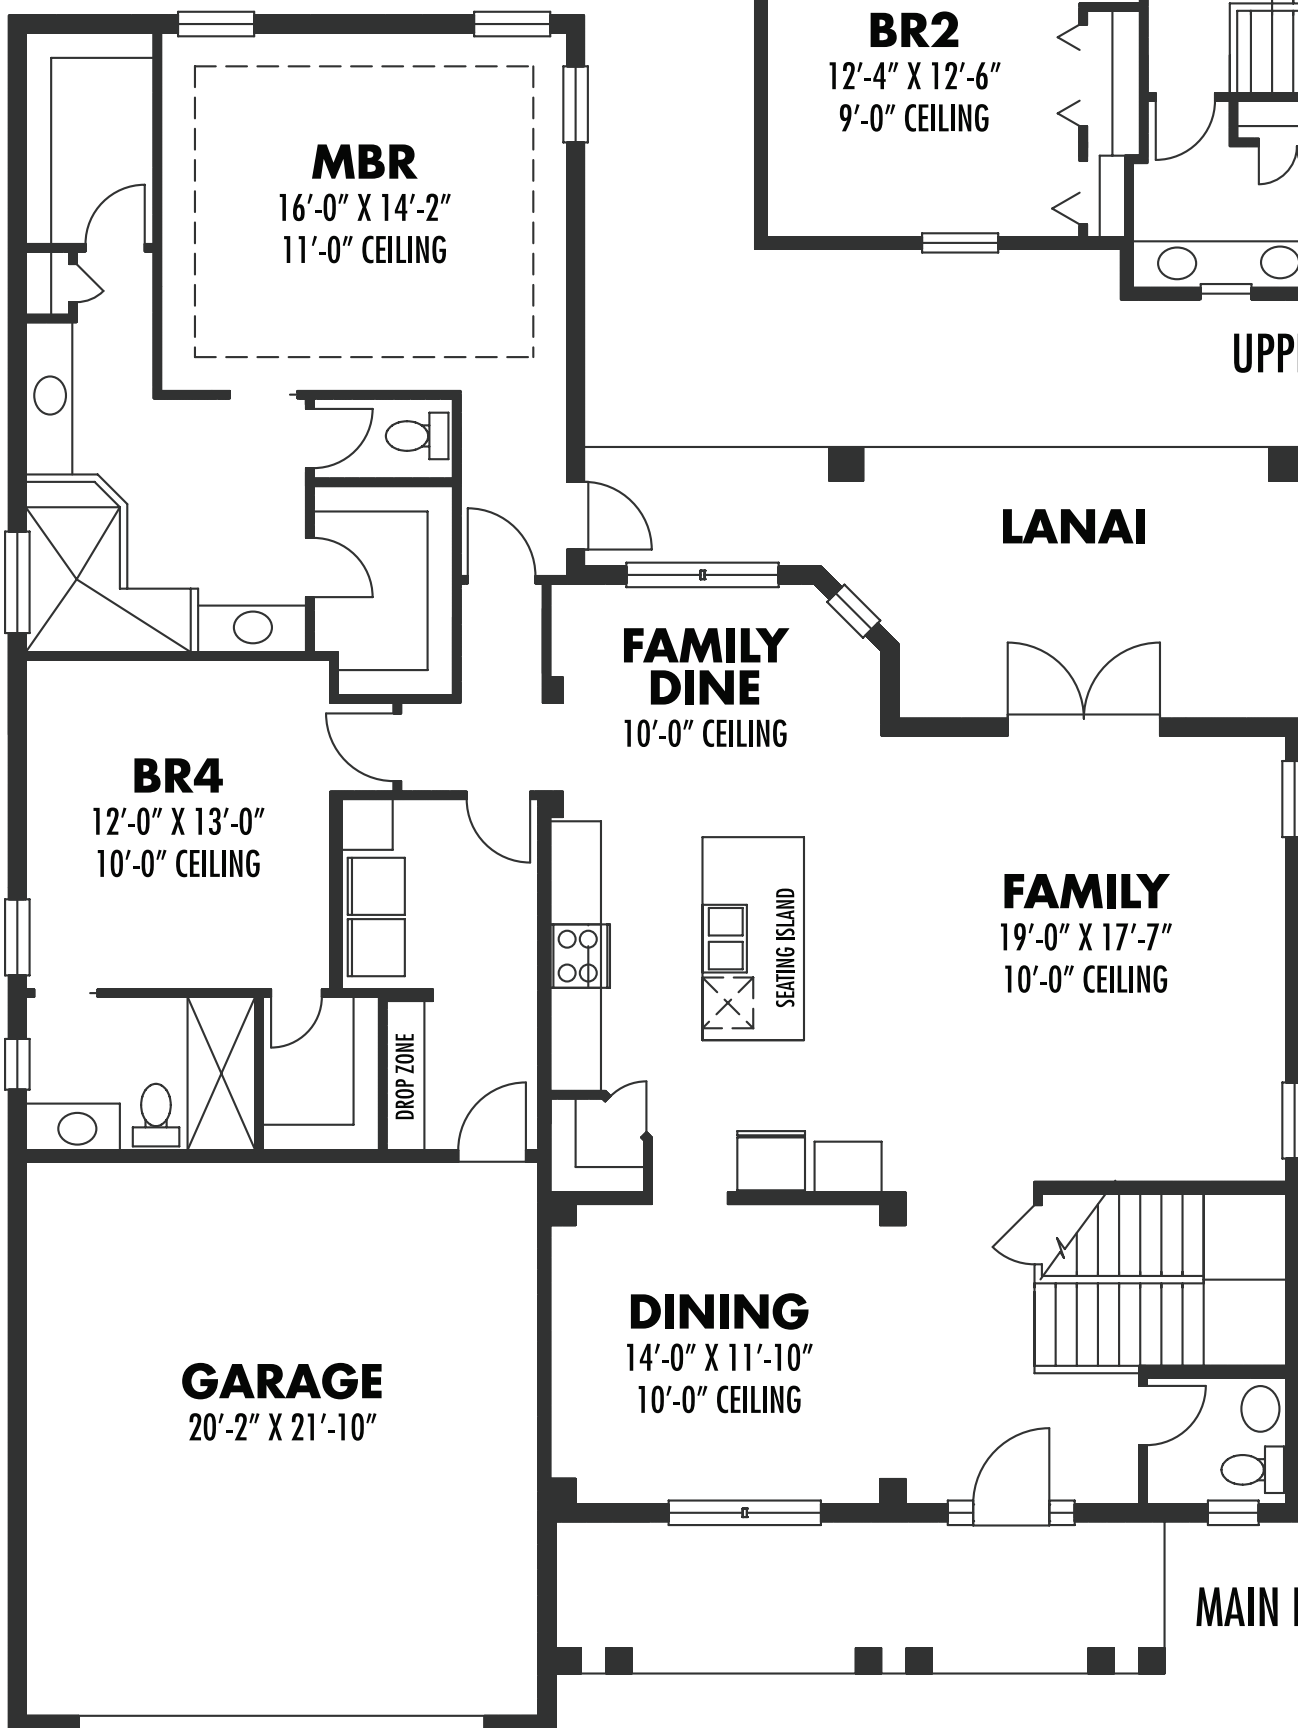 BR2
12'-4" X 12'-6"
9'-0" CEILING
MBR
16'-0" X 14'-2"
11'-0" CEILING
UPP
LANAI
FAMILY
DINE
10'-0" CEILING
BR4
12'-0" X 13'-0"
10'-0" CEILING
FAMILY
19'-0" X 17'-7"
10'-0" CEILING
SEATING ISLAND
DROP ZONE
DINING
14'-0" X 11'-10"
10'-0" CEILING
GARAGE
20'-2" X 21'-10"
MAIN